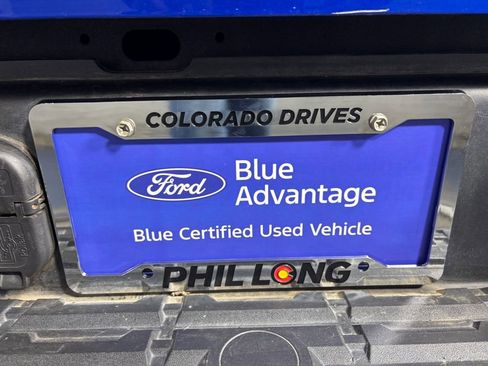 COLORADO DRIVES
Ford
Blue
Advantage
Blue Certified Used Vehicle
PHIL LONG